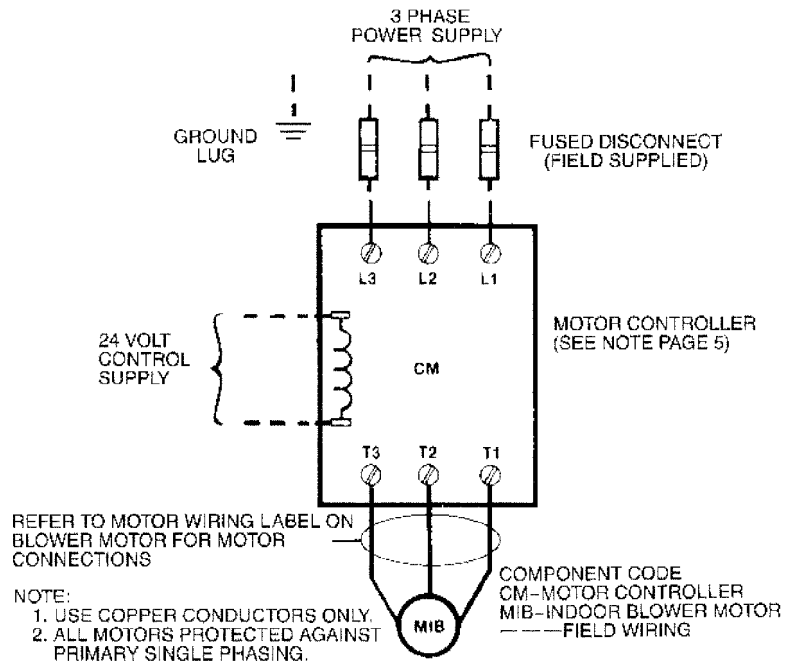 3 PHASE
POWER SUPPLY
GROUND
LUG
FUSED DISCONNECT
(FIELD SUPPLIED)
L3 L2 L1
24 VOLT
CONTROL
SUPPLY
CM
MOTOR CONTROLLER
(SEE NOTE PAGE 5)
T3 T2 T1
REFER TO MOTOR WIRING LABEL ON
BLOWER MOTOR FOR MOTOR
CONNECTIONS
NOTE:
1. USE COPPER CONDUCTORS ONLY.
2. ALL MOTORS PROTECTED AGAINST
PRIMARY SINGLE PHASING.
MIB
COMPONENT CODE
CM-MOTOR CONTROLLER
MIB-INDOOR BLOWER MOTOR
----FIELD WIRING